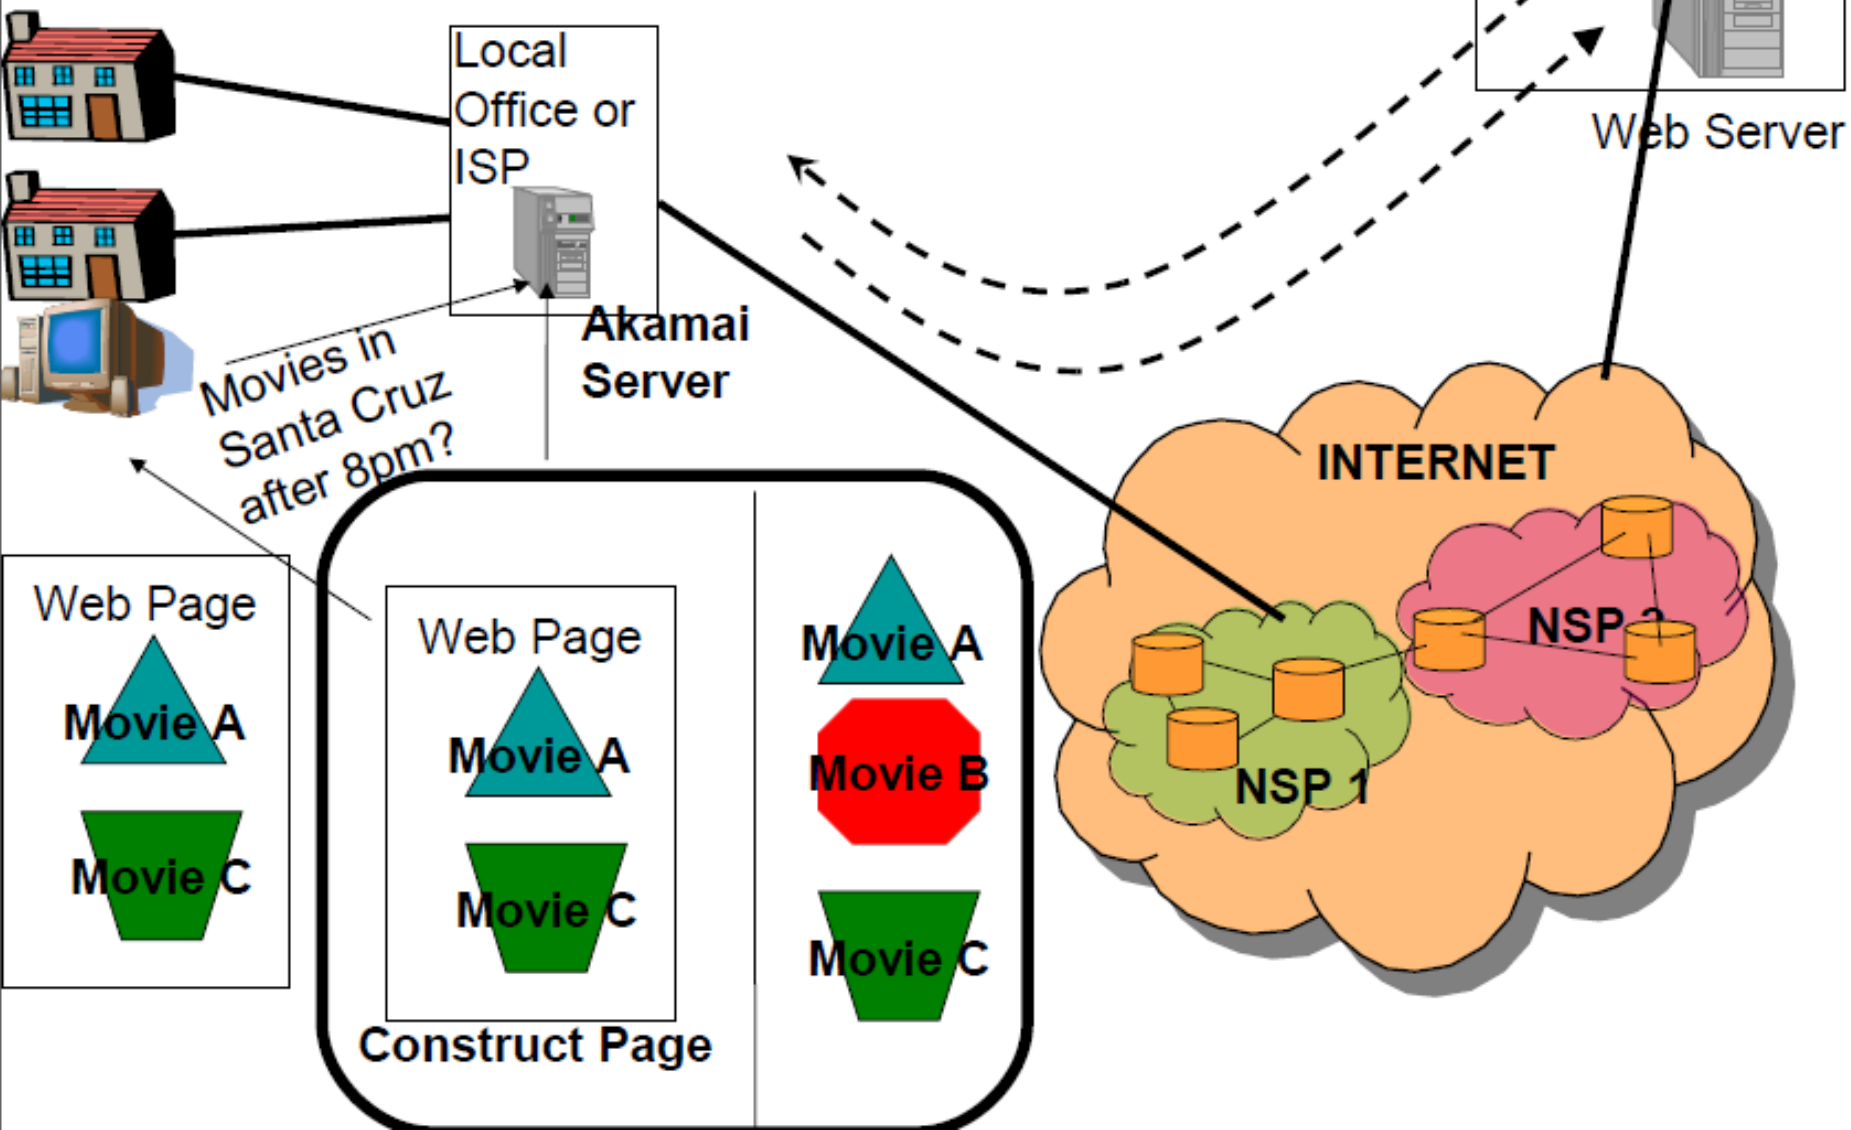 Local
Office or
ISP
Web Server
Akamai
Server
Movies in
Santa Cruz
after 8pm?
INTERNET
NSP
NSP 1
Web Page
Movie A
Movie C
Web Page
Movie A
Movie C
Construct Page
Movie A
Movie B
Movie C